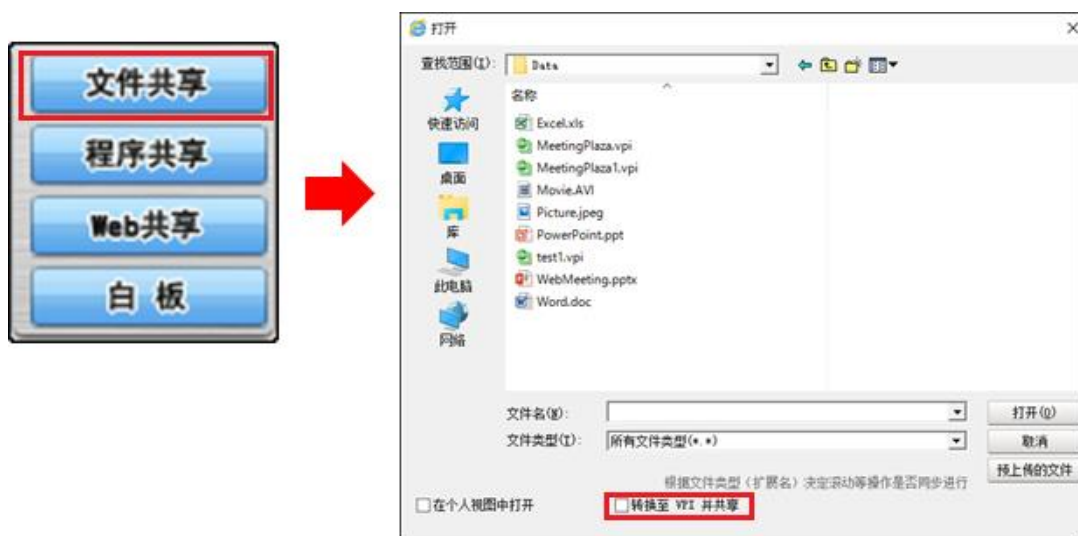 文件共享
程序共享
Web共享
白 板
打开
查找范围(I):
Data
名称
快速访问
桌面
库
此电脑
网络
Excel.xls
MeetingPlaza.vpi
MeetingPlaza1.vpi
Movie.AVI
Picture.jpeg
PowerPoint.ppt
test1.vpi
WebMeeting.pptx
Word.doc
文件名(N):
打开(O)
文件类型(T):
所有文件类型(*.*)
取消
预上传的文件
根据文件类型(扩展名)决定滚动等操作是否同步进行
在个人视图中打开
转换至 VPI 并共享